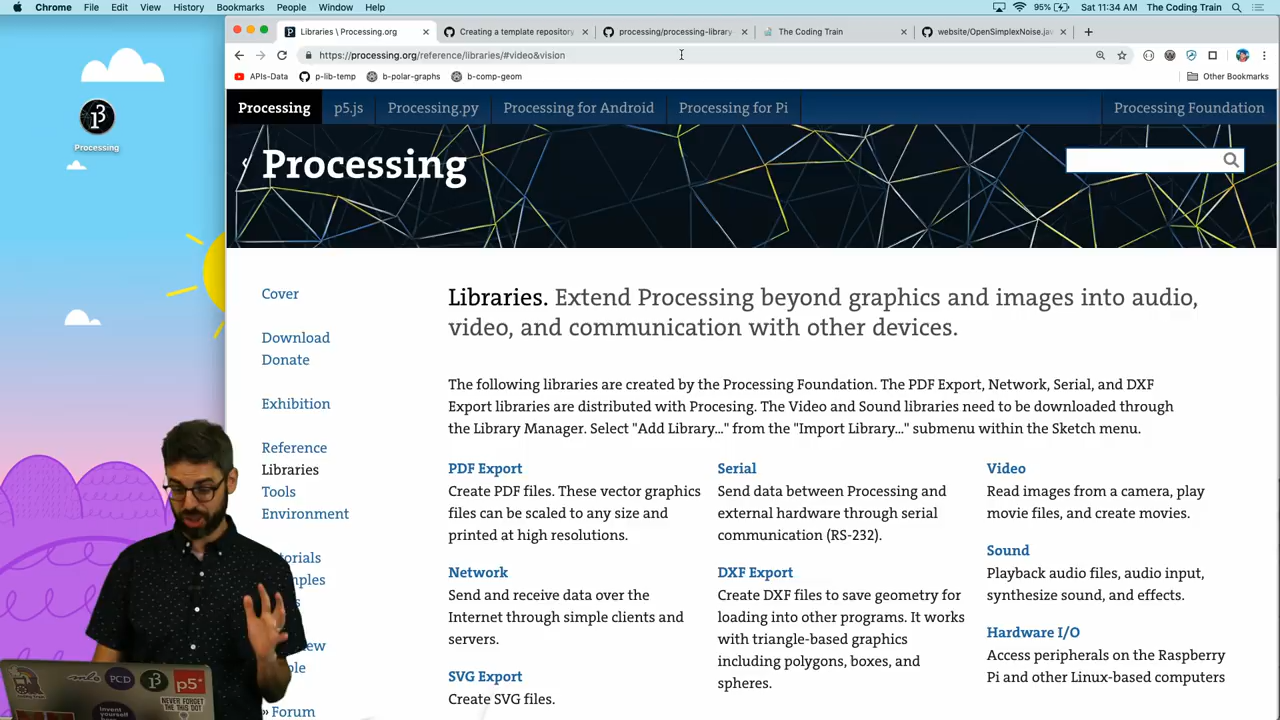 Chrome File Edit View History Bookmarks People Window Help 95% Sat 11:34 AM The Coding Train
Libraries \ Processing.org
Creating a template repository
processing/processing-library
The Coding Train
website/OpenSimplexNoise.jav
https://processing.org/reference/libraries/#video&vision
APIs-Data p-lib-temp b-polar-graphs b-comp-geom Other Bookmarks
Processing p5.js Processing.py Processing for Android Processing for Pi Processing Foundation
Processing
Processing
Cover
Download
Donate
Exhibition
Reference
Libraries
Tools
Environment
torials
mples
ew
ple
» Forum
Libraries. Extend Processing beyond graphics and images into audio,
video, and communication with other devices.
The following libraries are created by the Processing Foundation. The PDF Export, Network, Serial, and DXF
Export libraries are distributed with Procesing. The Video and Sound libraries need to be downloaded through
the Library Manager. Select "Add Library..." from the "Import Library..." submenu within the Sketch menu.
PDF Export
Create PDF files. These vector graphics
files can be scaled to any size and
printed at high resolutions.
Network
Send and receive data over the
Internet through simple clients and
servers.
SVG Export
Create SVG files.
Serial
Send data between Processing and
external hardware through serial
communication (RS-232).
DXF Export
Create DXF files to save geometry for
loading into other programs. It works
with triangle-based graphics
including polygons, boxes, and
spheres.
Video
Read images from a camera, play
movie files, and create movies.
Sound
Playback audio files, audio input,
synthesize sound, and effects.
Hardware I/O
Access peripherals on the Raspberry
Pi and other Linux-based computers
PCD
p5*
NEVER FORGET
THIS DOT